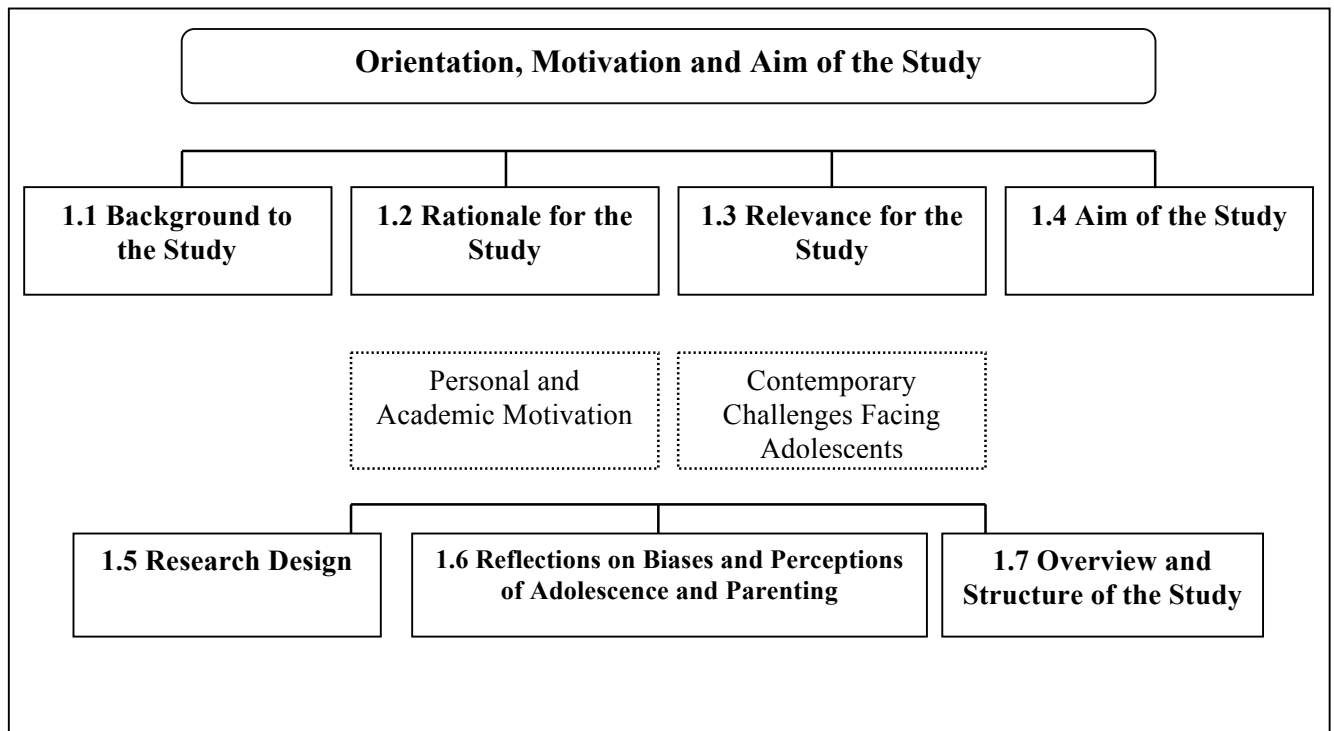 Orientation, Motivation and Aim of the Study
1.1 Background to
the Study
1.2 Rationale for the
Study
1.3 Relevance for the
Study
1.4 Aim of the Study
Personal and
Academic Motivation
Contemporary
Challenges Facing
Adolescents
1.5 Research Design
1.6 Reflections on Biases and Perceptions
of Adolescence and Parenting
1.7 Overview and
Structure of the Study